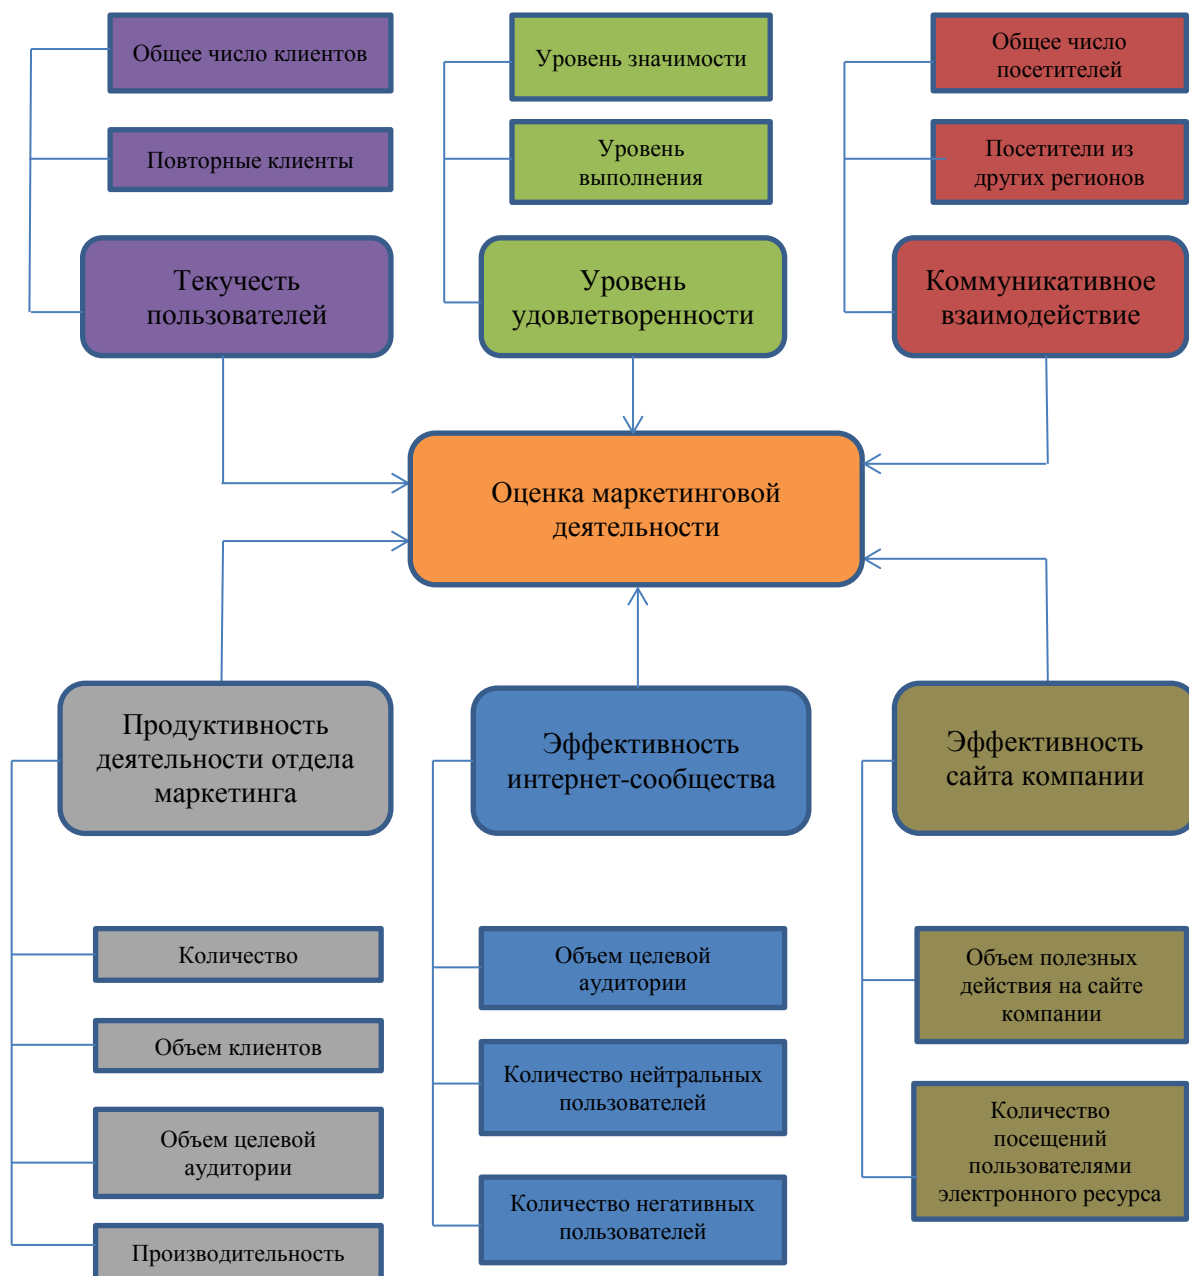 Общее число клиентов
Уровень значимости
Общее число
посетителей
Повторные клиенты
Уровень
выполнения
Посетители из
других регионов
Текучесть
пользователей
Уровень
удовлетворенности
Коммуникативное
взаимодействие
Оценка маркетинговой
деятельности
Продуктивность
деятельности отдела
маркетинга
Эффективность
интернет-сообщества
Эффективность
сайта компании
Количество
Объем клиентов
Объем целевой
аудитории
Производительность
Объем целевой
аудитории
Количество нейтральных
пользователей
Количество негативных
пользователей
Объем полезных
действия на сайте
компании
Количество
посещений
пользователями
электронного ресурса